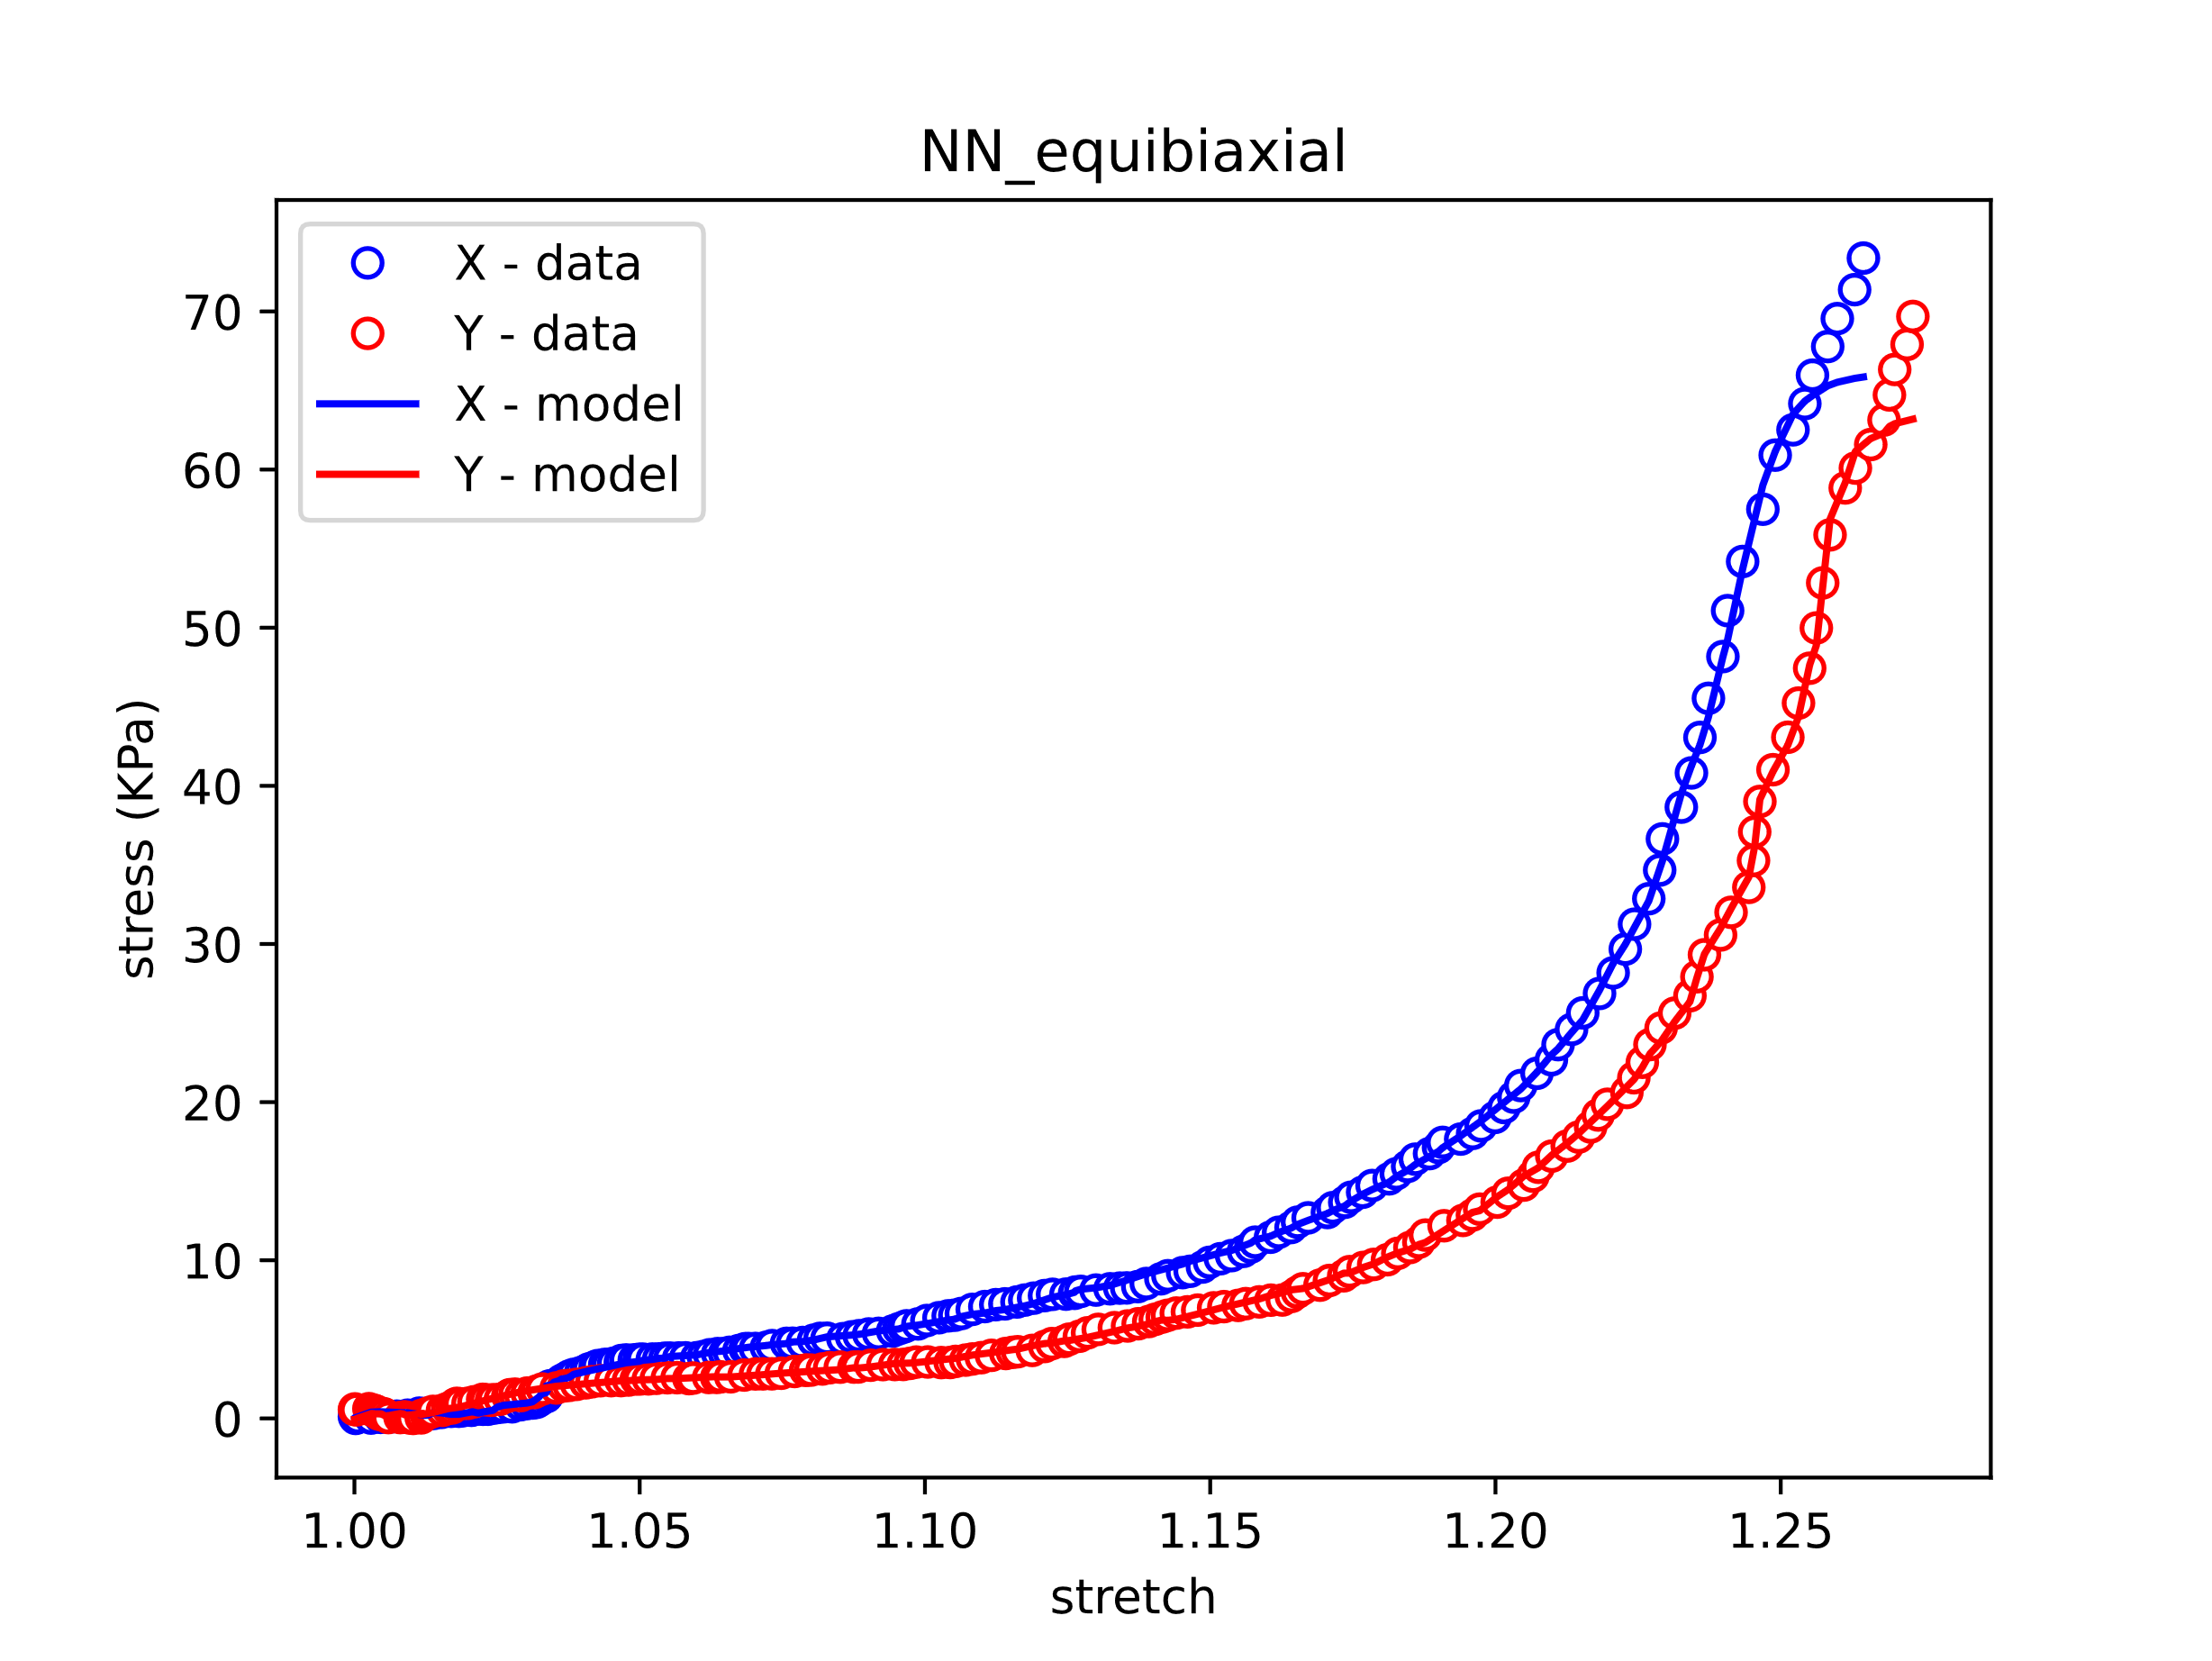 NN_equibiaxial
X - data
Y - data
X - model
Y - model
70
60
50
40
30
20
10
0
stress (KPa)
1.00
1.05
1.10
1.15
1.20
1.25
stretch